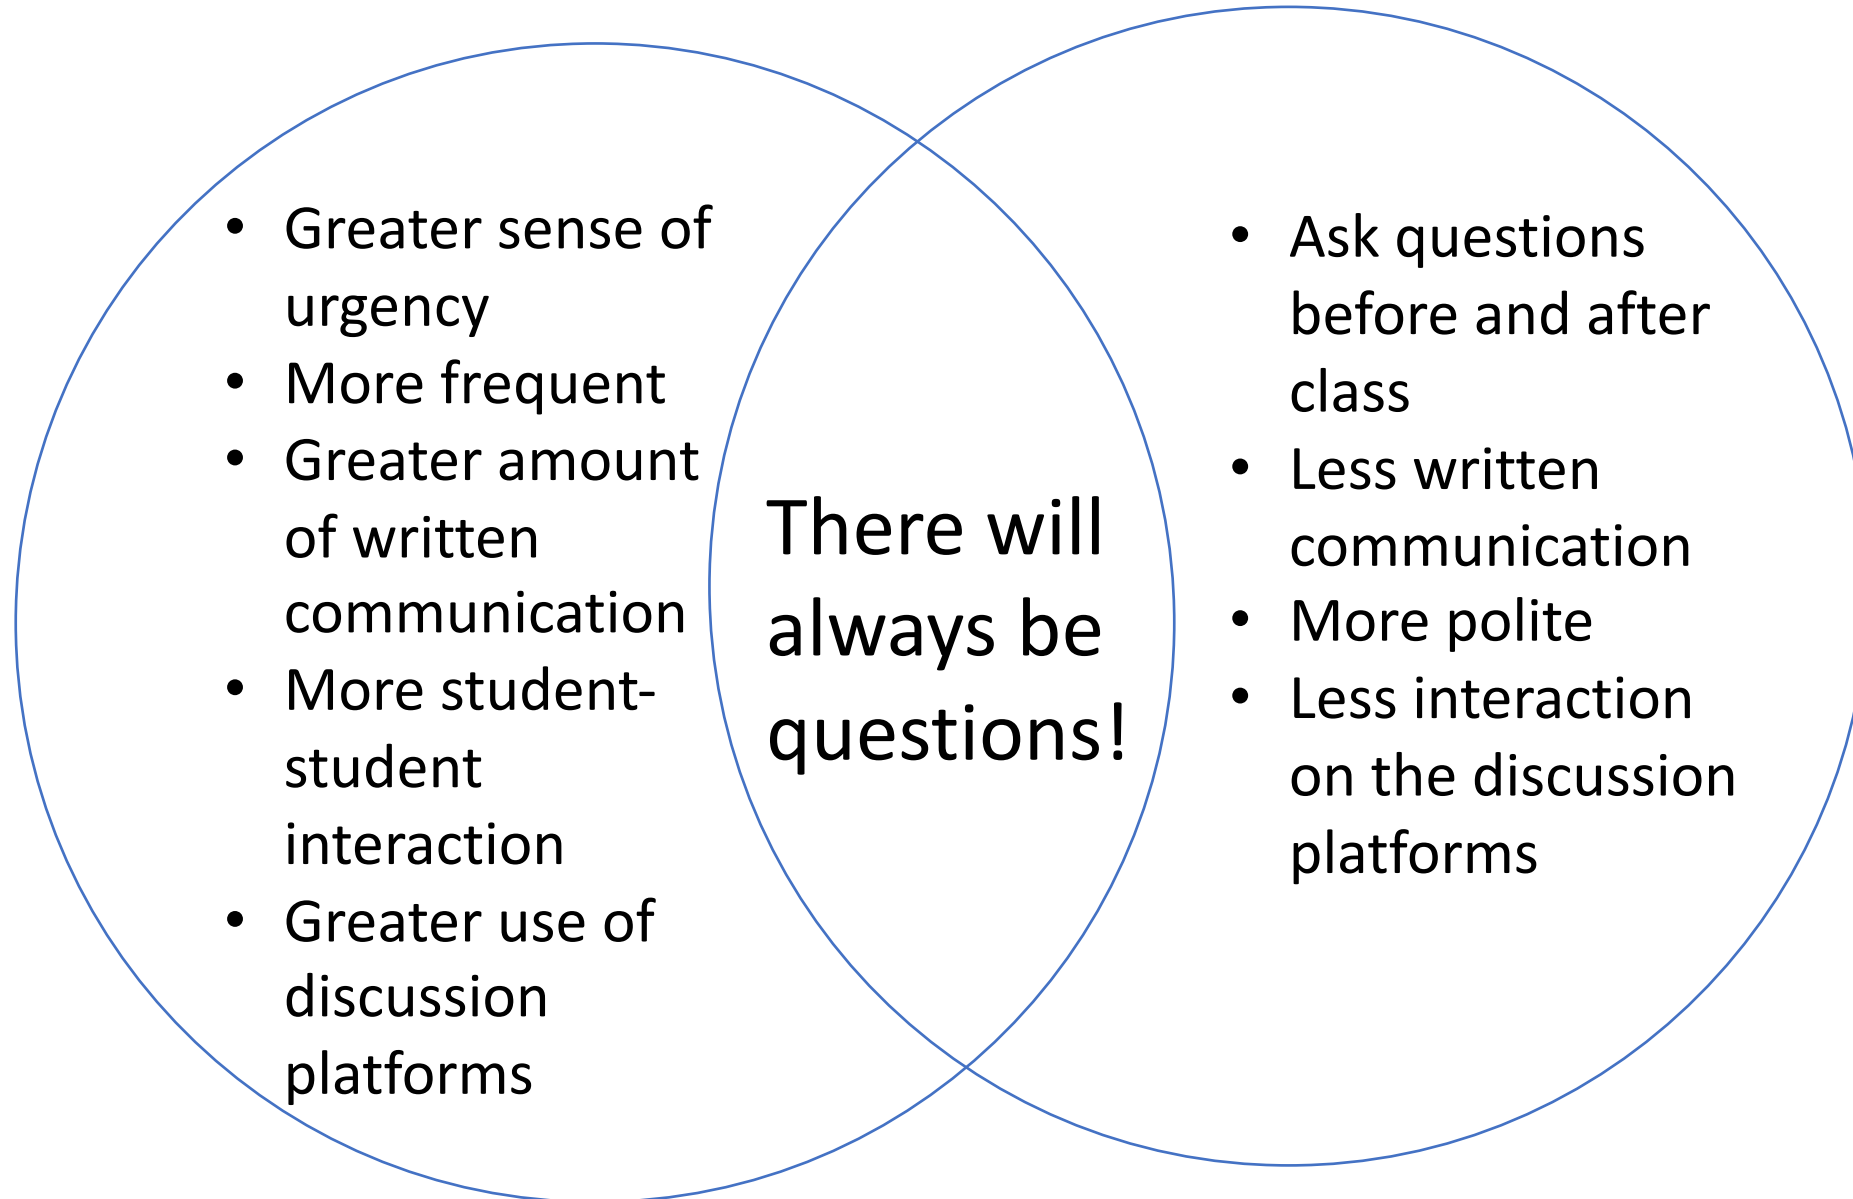 • Greater sense of
urgency
• More frequent
• Greater amount
of written
communication
• More student-
student
interaction
• Greater use of
discussion
platforms
There will
always be
questions!
• Ask questions
before and after
class
• Less written
communication
• More polite
• Less interaction
on the discussion
platforms